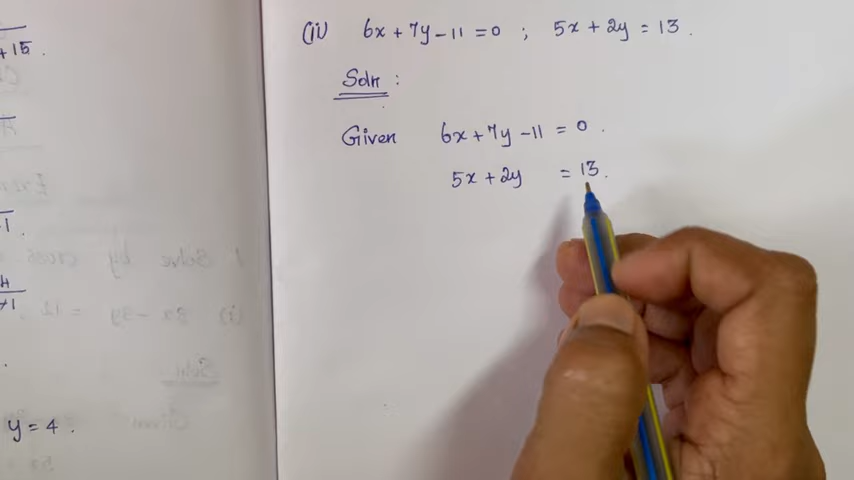 +15.
y = 4.
(ii) 6x + 7y - 11 = 0 ; 5x + 2y = 13.
Soln :
Given 6x + 7y - 11 = 0.
5x + 2y = 13.